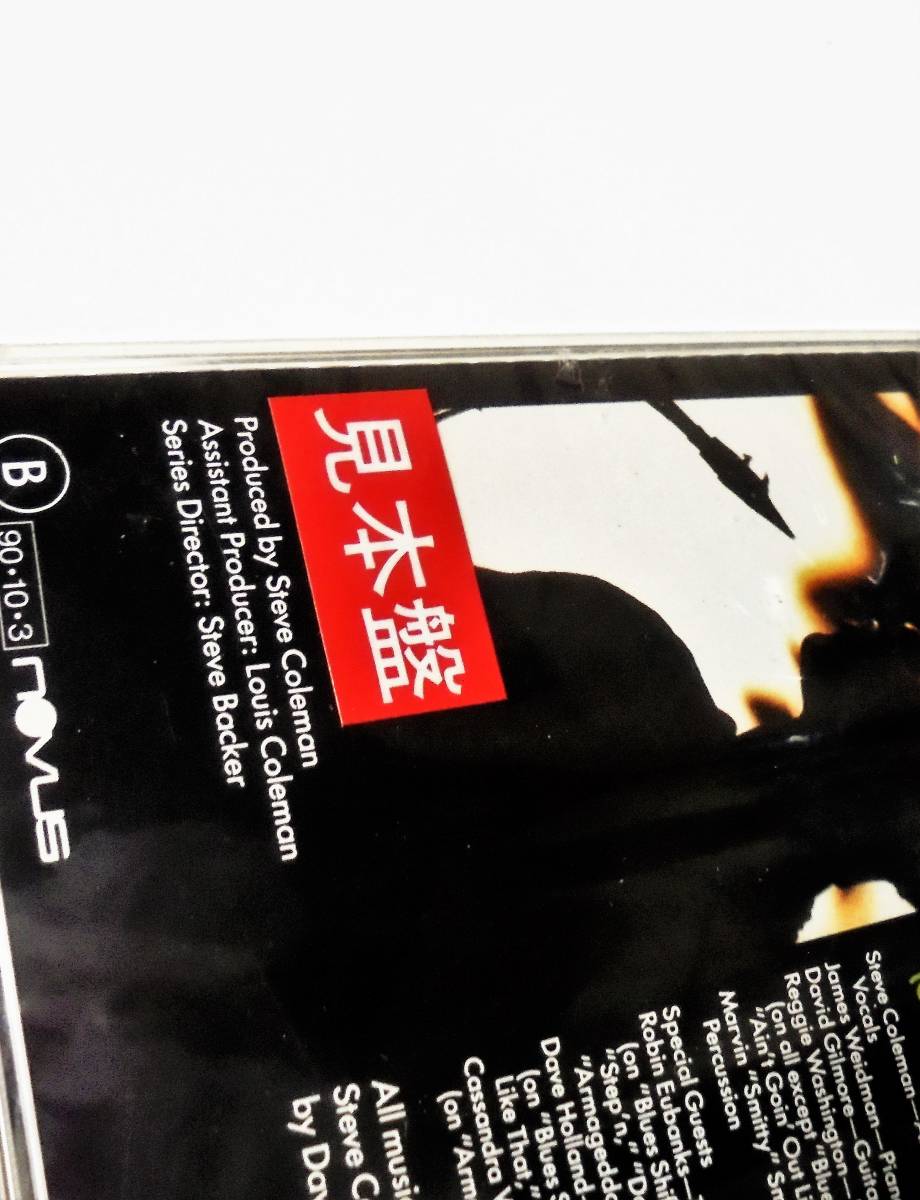 見本盤
Produced by Steve Coleman
Assistant Producer: Louis Coleman
Series Director: Steve Backer
B 90・10・3 novus
Steve Coleman—
Vocals
James Weidman—Pian
David Gilmore—Guita
Reggie Washington—
(on all except "Blu
"Ain't Goin' Out L
Marvin "Smitty" S
Percussion
Special Guests
Robin Eubanks—
(on "Blues Shi
"Step'n," "D
"Armageddo
Dave Holland—
(on "Blues S
Like That,"
Cassandra W
(on "Arm
All music
Steve C
by Dav